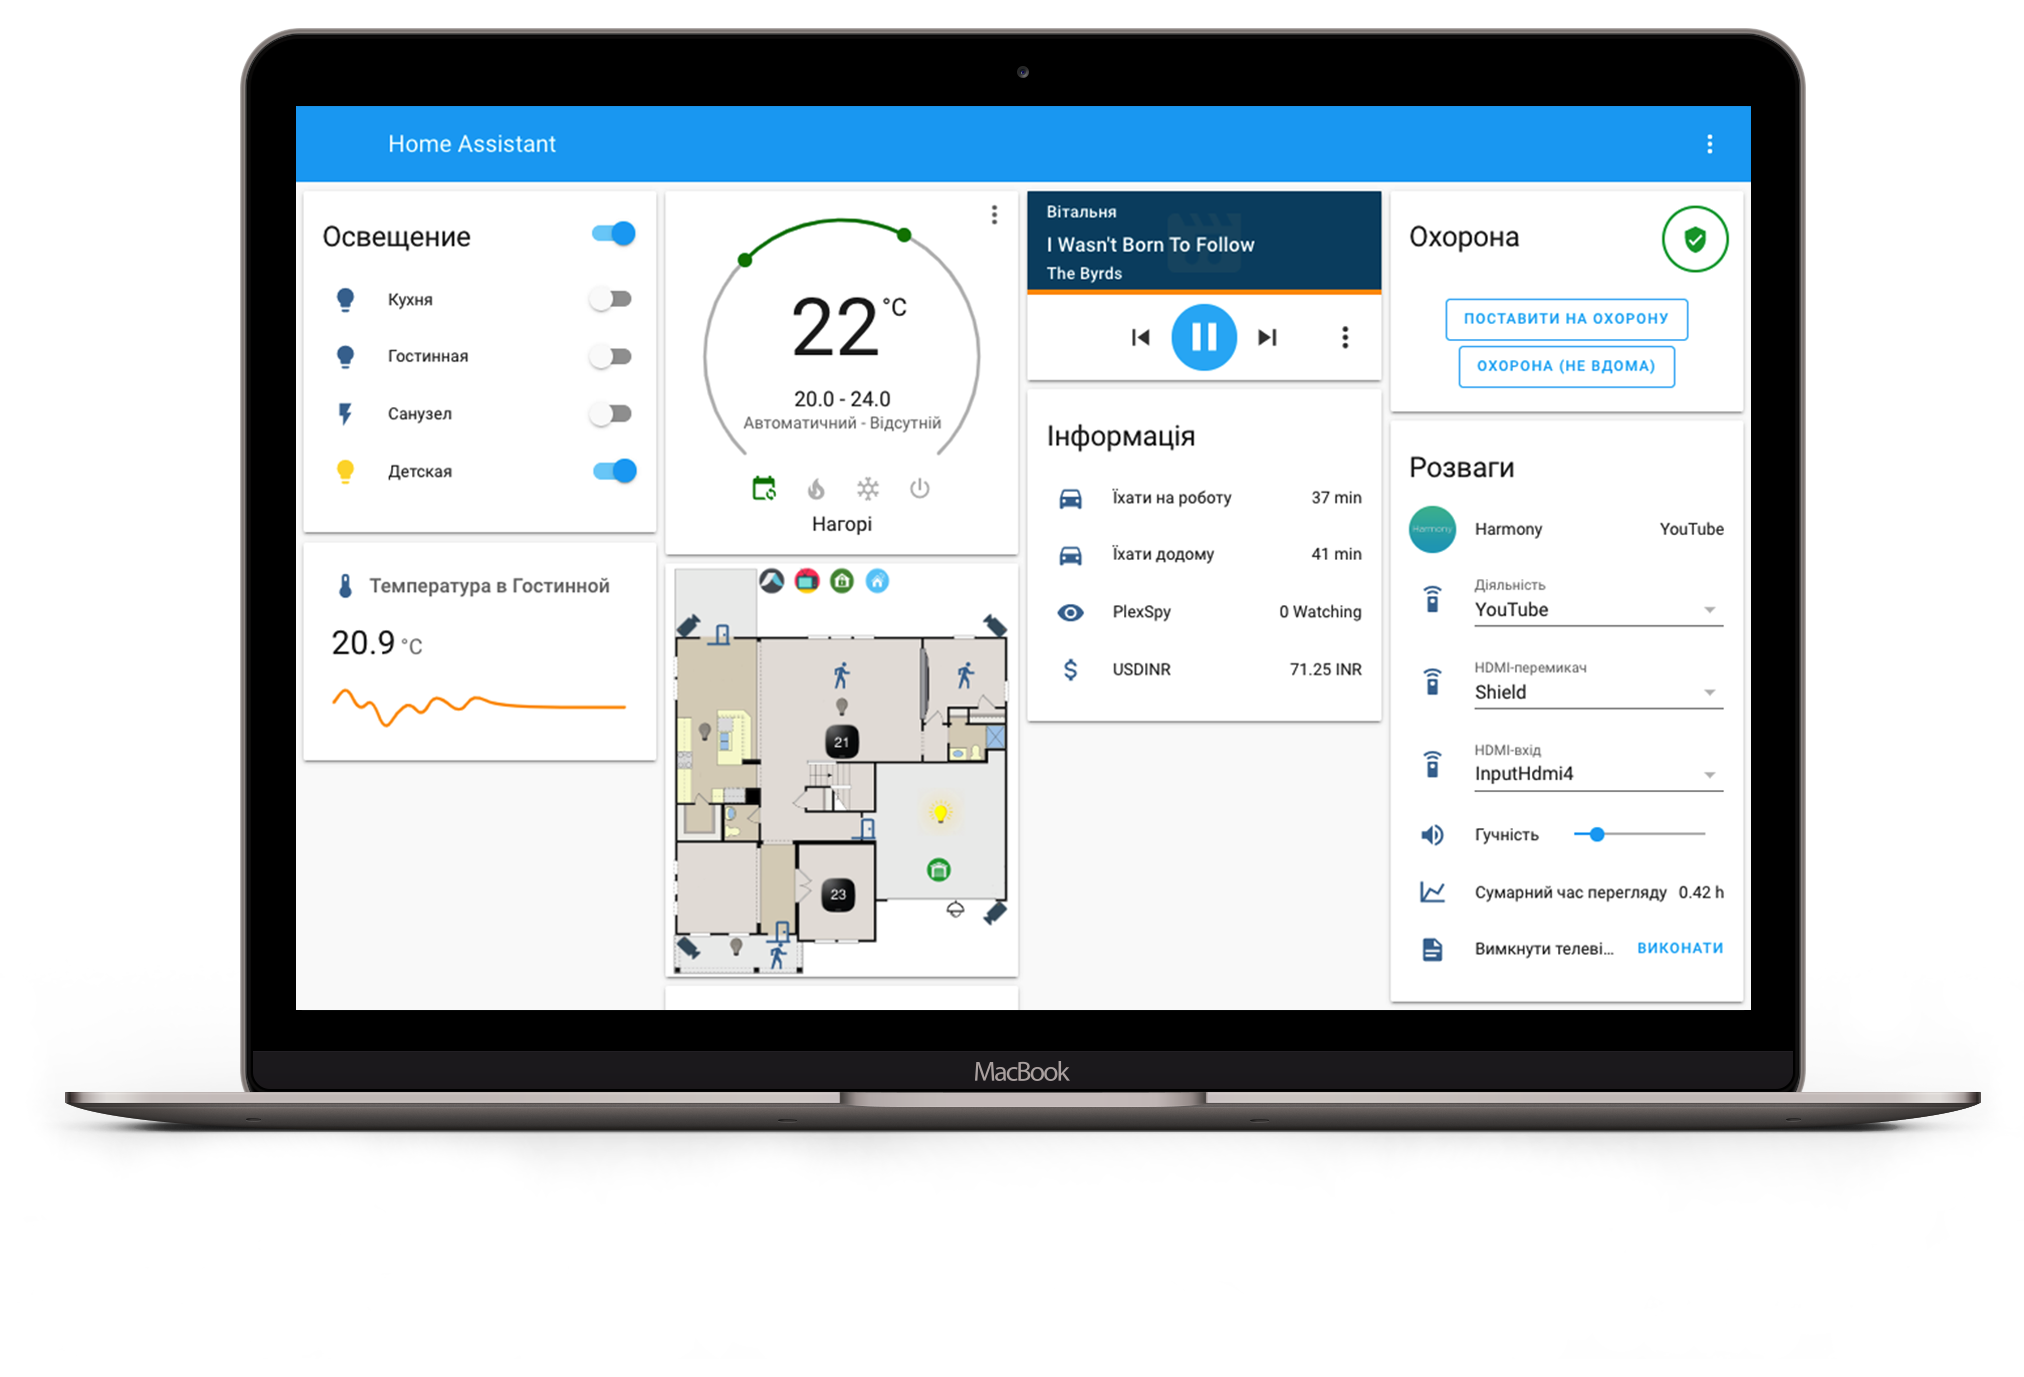 Home Assistant
Освещение
Кухня
Гостинная
Санузел
Детская
Температура в Гостинной
20.9 °C
22 °C
20.0 - 24.0
Автоматичний - Відсутній
Нагорі
21
23
Вітальня
I Wasn't Born To Follow
The Byrds
Інформація
Їхати на роботу 37 min
Їхати додому 41 min
PlexSpy 0 Watching
USDINR 71.25 INR
Охорона
ПОСТАВИТИ НА ОХОРОНУ
ОХОРОНА (НЕ ВДОМА)
Розваги
Harmony
Harmony YouTube
Діяльність
YouTube
HDMI-перемикач
Shield
HDMI-вхід
InputHdmi4
Гучність
Сумарний час перегляду 0.42 h
Вимкнути телеві... ВИКОНАТИ
MacBook